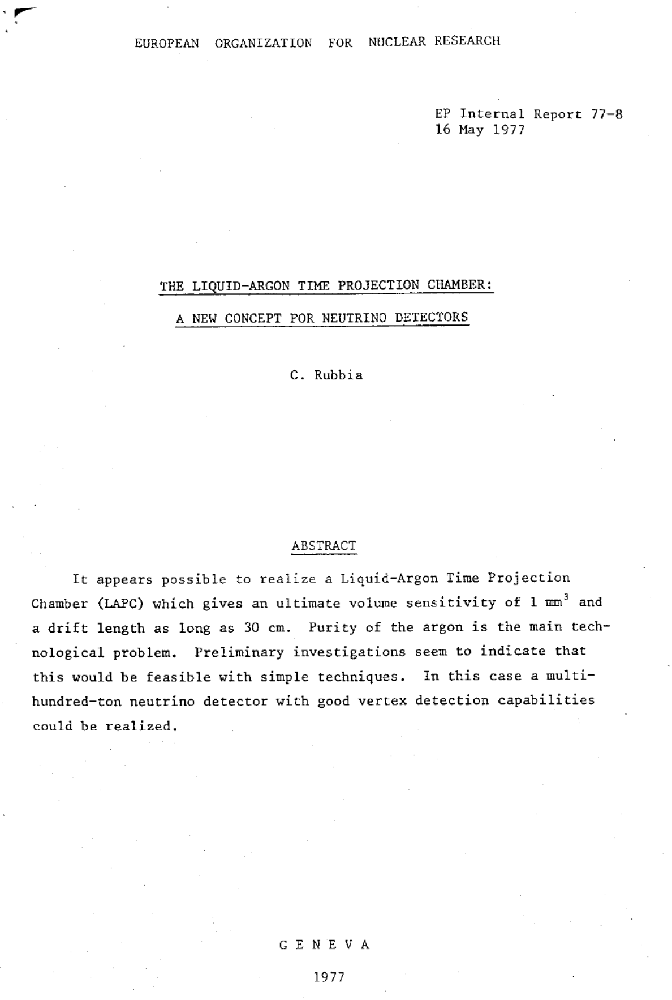 EUROPEAN ORGANIZATION FOR NUCLEAR RESEARCH
EP Internal Report 77-8
16 May 1977
THE LIQUID-ARGON TIME PROJECTION CHAMBER:
A NEW CONCEPT FOR NEUTRINO DETECTORS
C. Rubbia
ABSTRACT
It appears possible to realize a Liquid-Argon Time Projection
Chamber (LAPC) which gives an ultimate volume sensitivity of 1 mm³ and
a drift length as long as 30 cm. Purity of the argon is the main tech-
nological problem. Preliminary investigations seem to indicate that
this would be feasible with simple techniques. In this case a multi-
hundred-ton neutrino detector with good vertex detection capabilities
could be realized.
G E N E V A
1977